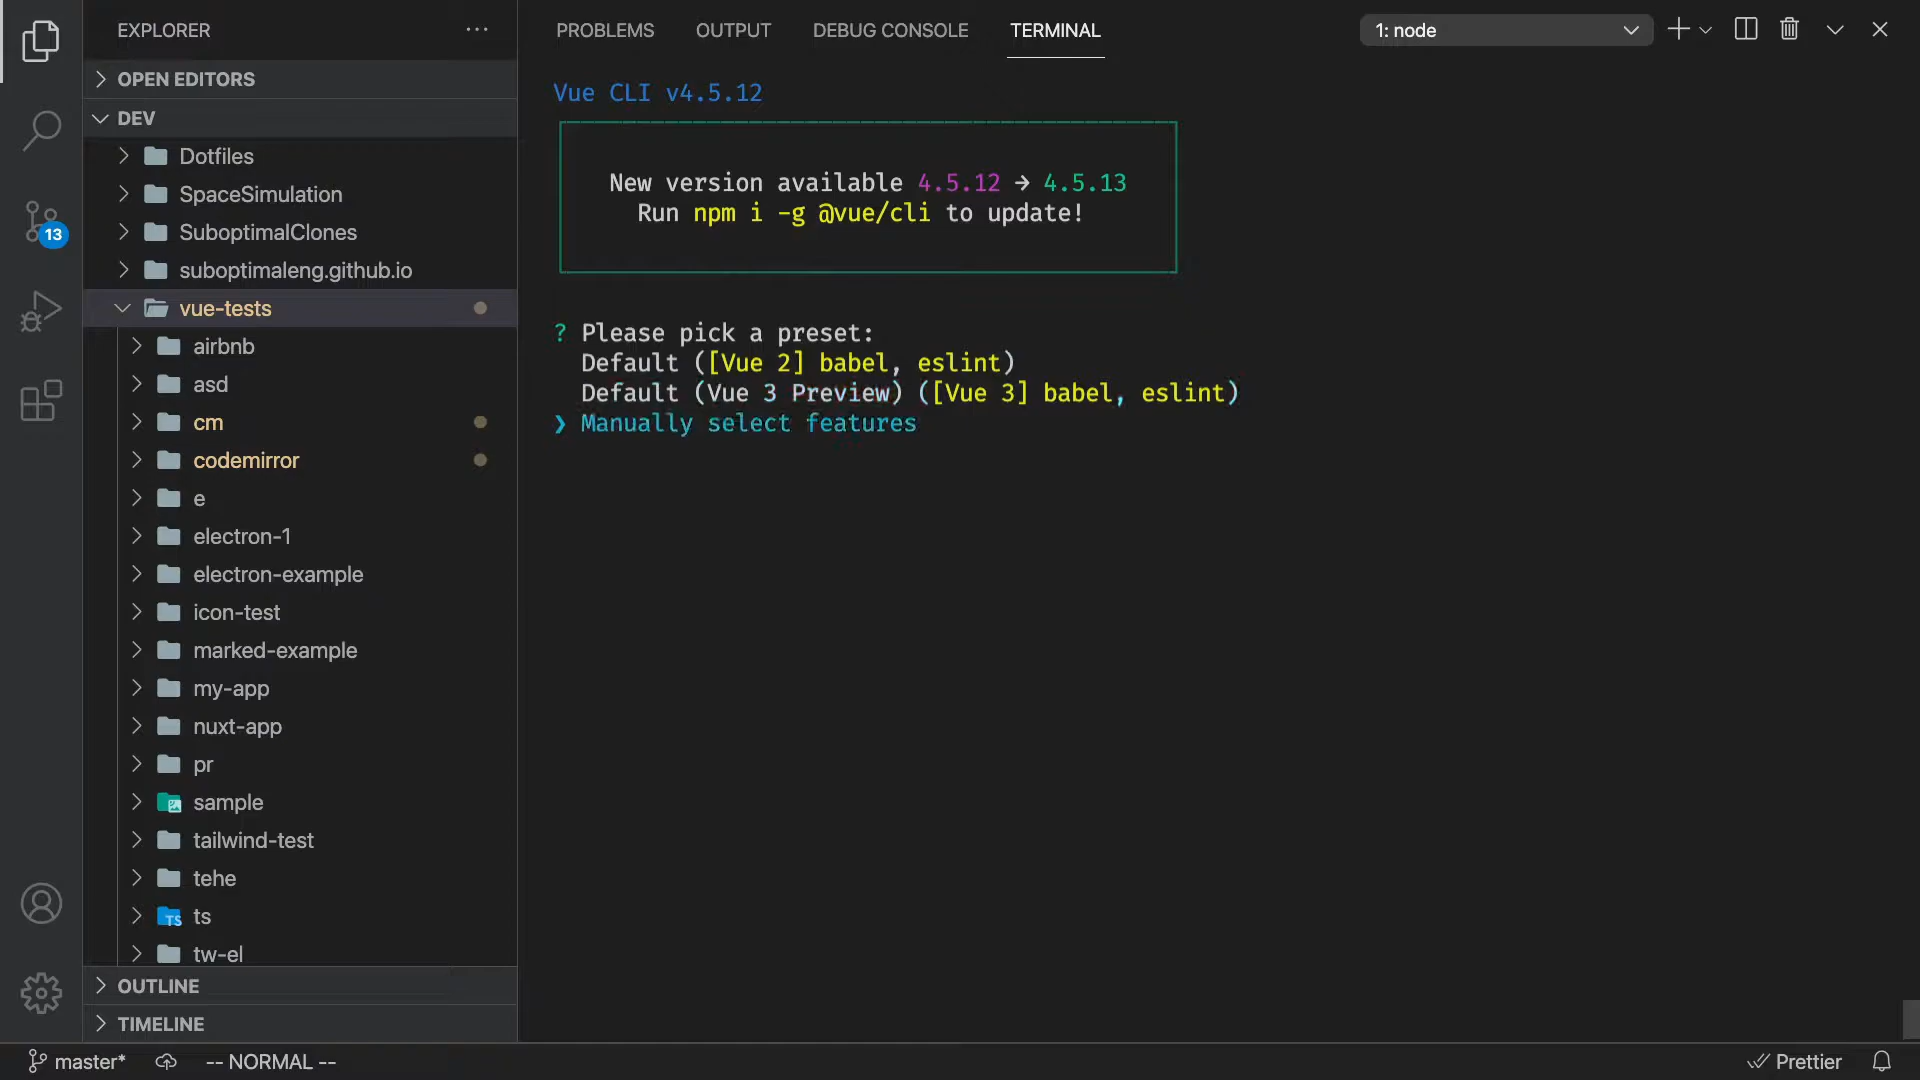 EXPLORER
OPEN EDITORS
DEV
Dotfiles
SpaceSimulation
SuboptimalClones
suboptimaleng.github.io
vue-tests
airbnb
asd
cm
codemirror
e
electron-1
electron-example
icon-test
marked-example
my-app
nuxt-app
pr
sample
tailwind-test
tehe
TS ts
tw-el
OUTLINE
TIMELINE
13
PROBLEMS OUTPUT DEBUG CONSOLE TERMINAL 1: node
Vue CLI v4.5.12
New version available 4.5.12 → 4.5.13
Run npm i -g @vue/cli to update!
? Please pick a preset:
Default ([Vue 2] babel, eslint)
Default (Vue 3 Preview) ([Vue 3] babel, eslint)
❯ Manually select features
master* -- NORMAL -- Prettier